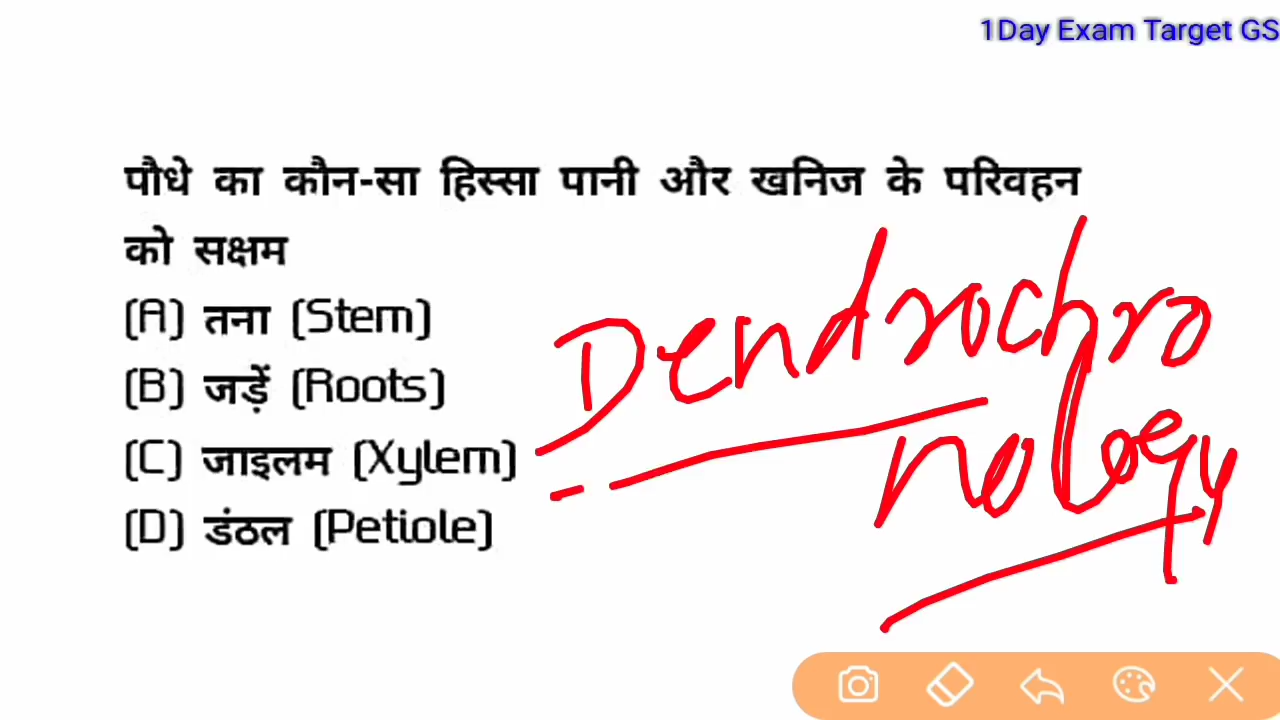 1Day Exam Target GS
पौधे का कौन-सा हिस्सा पानी और खनिज के परिवहन
को सक्षम
(A) तना (Stem)
(B) जड़ें (Roots)
(C) जाइलम (Xylem)
(D) डंठल (Petiole)
Dendrochro
nology